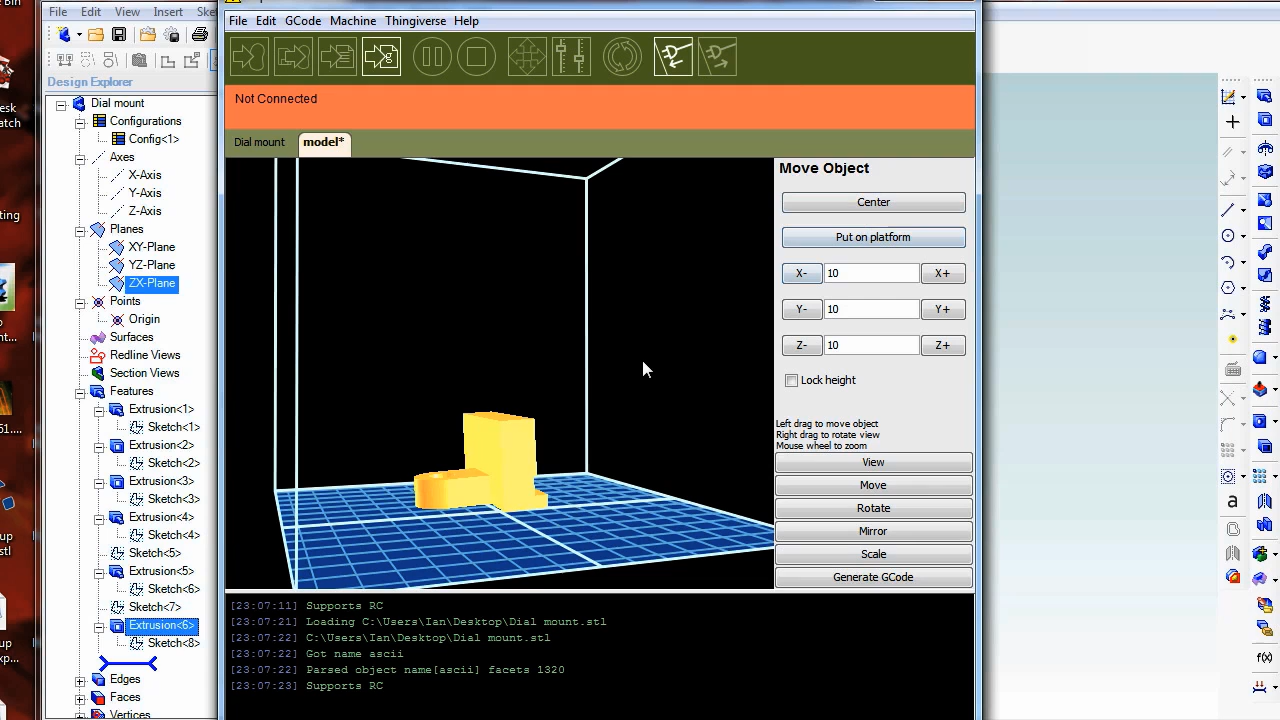 File Edit View Insert Sk
Design Explorer
Dial mount
Configurations
Config<1>
Axes
X-Axis
Y-Axis
Z-Axis
Planes
XY-Plane
YZ-Plane
ZX-Plane
Points
Origin
Surfaces
Redline Views
Section Views
Features
Extrusion<1>
Sketch<1>
Extrusion<2>
Sketch<2>
Extrusion<3>
Sketch<3>
Extrusion<4>
Sketch<4>
Sketch<5>
Extrusion<5>
Sketch<6>
Sketch<7>
Extrusion<6>
Sketch<8>
Edges
Faces
Vertices
File Edit GCode Machine Thingiverse Help
Not Connected
Dial mount model*
Move Object
Center
Put on platform
X- 10 X+
Y- 10 Y+
Z- 10 Z+
Lock height
Left drag to move object
Right drag to rotate view
Mouse wheel to zoom
View
Move
Rotate
Mirror
Scale
Generate GCode
[23:07:11] Supports RC
[23:07:21] Loading C:\Users\Ian\Desktop\Dial mount.stl
[23:07:22] C:\Users\Ian\Desktop\Dial mount.stl
[23:07:22] Got name ascii
[23:07:22] Parsed object name[ascii] facets 1320
[23:07:23] Supports RC
a
f(x)